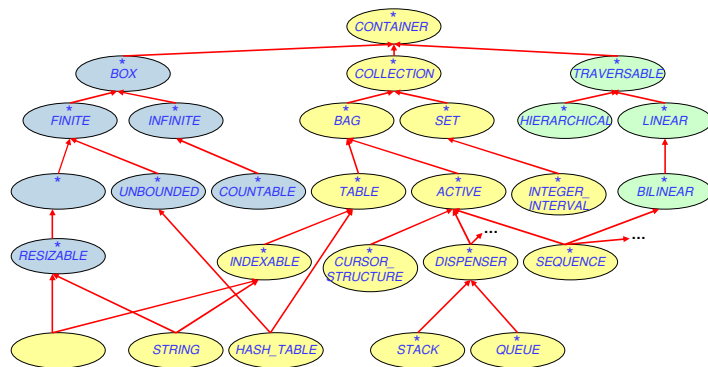 *
CONTAINER
*
BOX
*
COLLECTION
*
TRAVERSABLE
*
FINITE
*
INFINITE
*
BAG
*
SET
*
HIERARCHICAL
*
LINEAR
*
*
UNBOUNDED
*
COUNTABLE
*
TABLE
*
ACTIVE
*
INTEGER_
INTERVAL
*
BILINEAR
*
RESIZABLE
*
INDEXABLE
*
CURSOR_
STRUCTURE
*
DISPENSER
...
*
SEQUENCE
...
STRING
HASH_TABLE
*
STACK
*
QUEUE